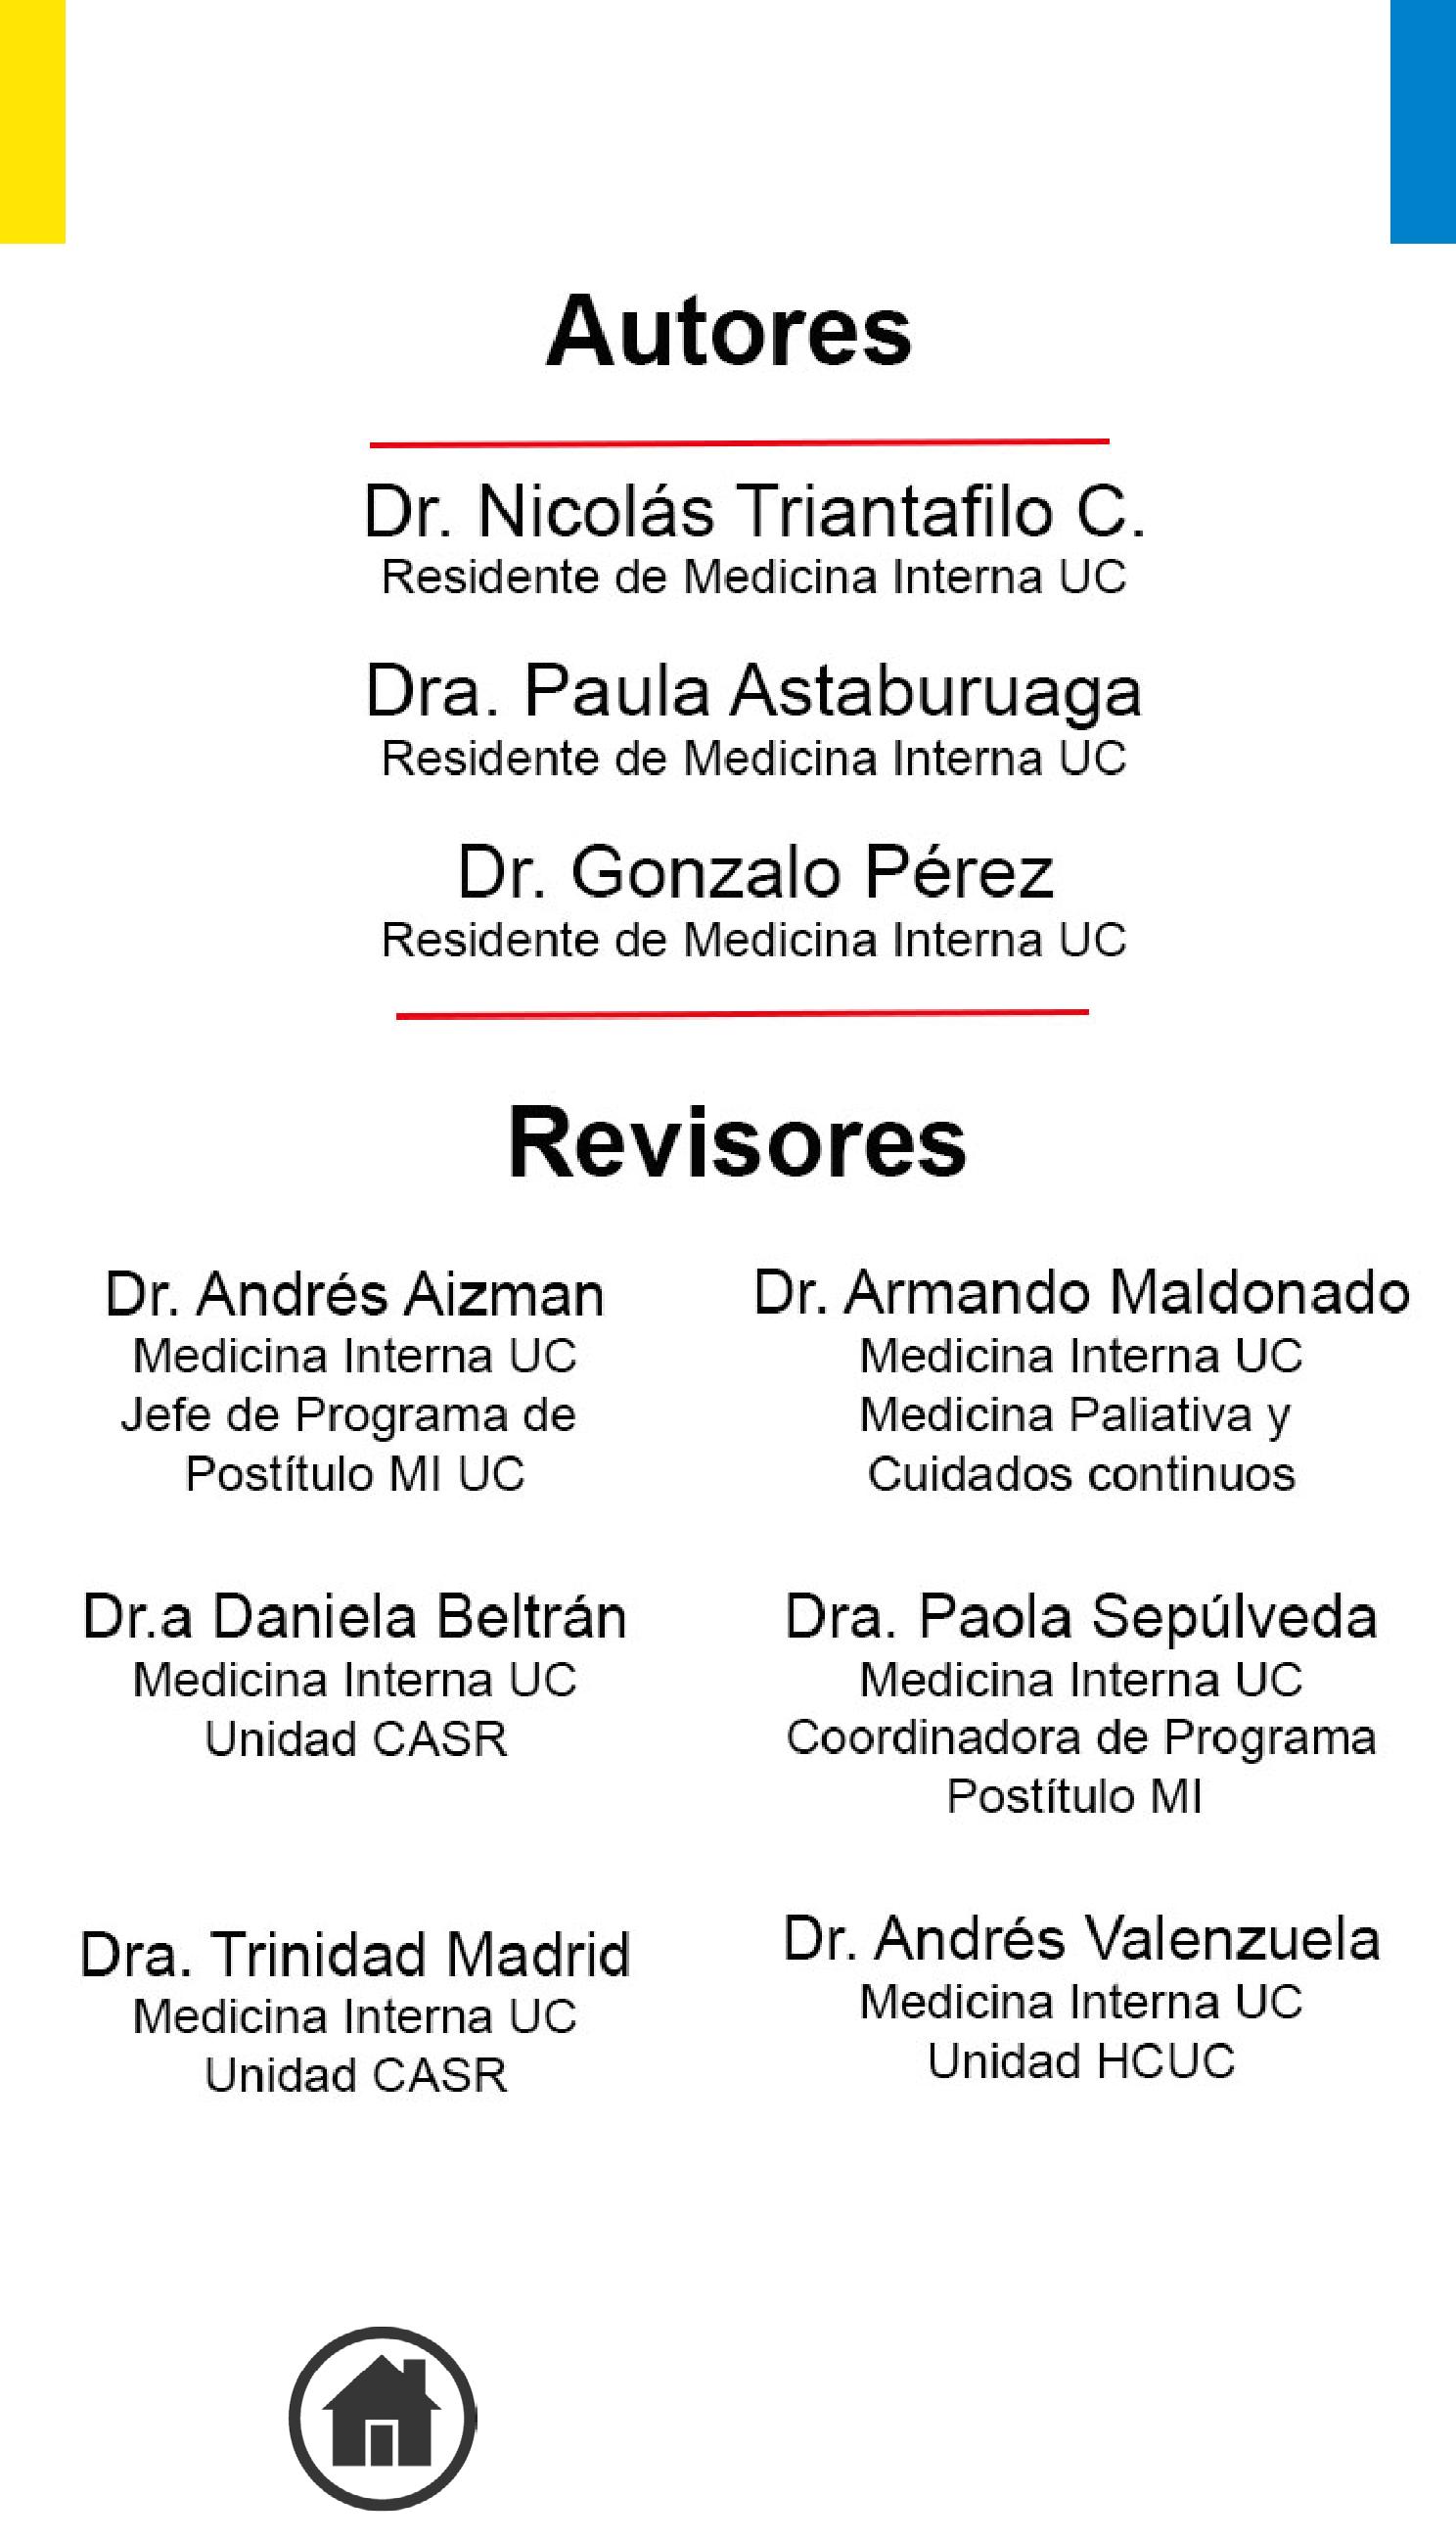 Autores
Dr. Nicolás Triantafilo C.
Residente de Medicina Interna UC
Dra. Paula Astaburuaga
Residente de Medicina Interna UC
Dr. Gonzalo Pérez
Residente de Medicina Interna UC
Revisores
Dr. Andrés Aizman
Medicina Interna UC
Jefe de Programa de
Postítulo MI UC
Dr. Armando Maldonado
Medicina Interna UC
Medicina Paliativa y
Cuidados continuos
Dr.a Daniela Beltrán
Medicina Interna UC
Unidad CASR
Dra. Paola Sepúlveda
Medicina Interna UC
Coordinadora de Programa
Postítulo MI
Dra. Trinidad Madrid
Medicina Interna UC
Unidad CASR
Dr. Andrés Valenzuela
Medicina Interna UC
Unidad HCUC